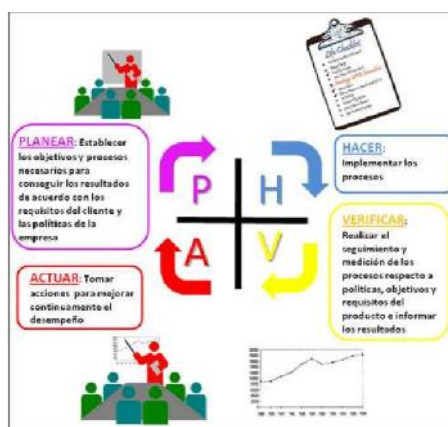 PLANEAR: Establecer
los objetivos y procesos
necesarios para
conseguir los resultados
de acuerdo con los
requisitos del cliente y
las políticas de la
empresa
P
H
HACER:
Implementar los
procesos
A
V
VERIFICAR:
Realizar el
seguimiento y
medición de los
procesos respecto a
políticas, objetivos y
requisitos del
producto e informar
los resultados
ACTUAR: Tomar
acciones para mejorar
continuamente el
desempeño